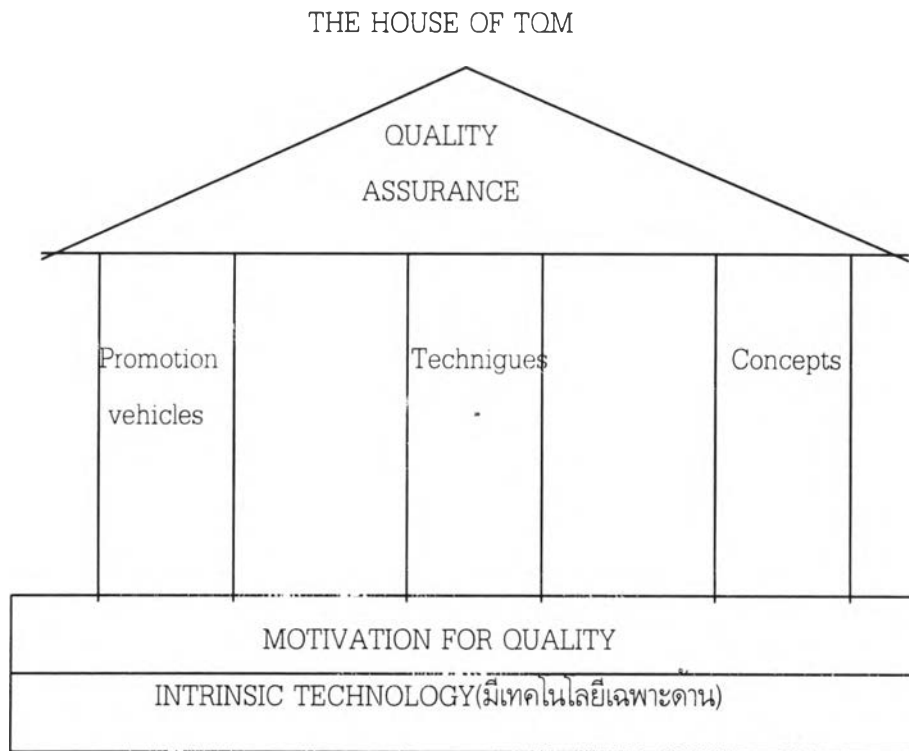 THE HOUSE OF TQM
QUALITY
ASSURANCE
Promotion
vehicles
Technigues
Concepts
MOTIVATION FOR QUALITY
INTRINSIC TECHNOLOGY(มีเทคโนโลยีเฉพาะด้าน)